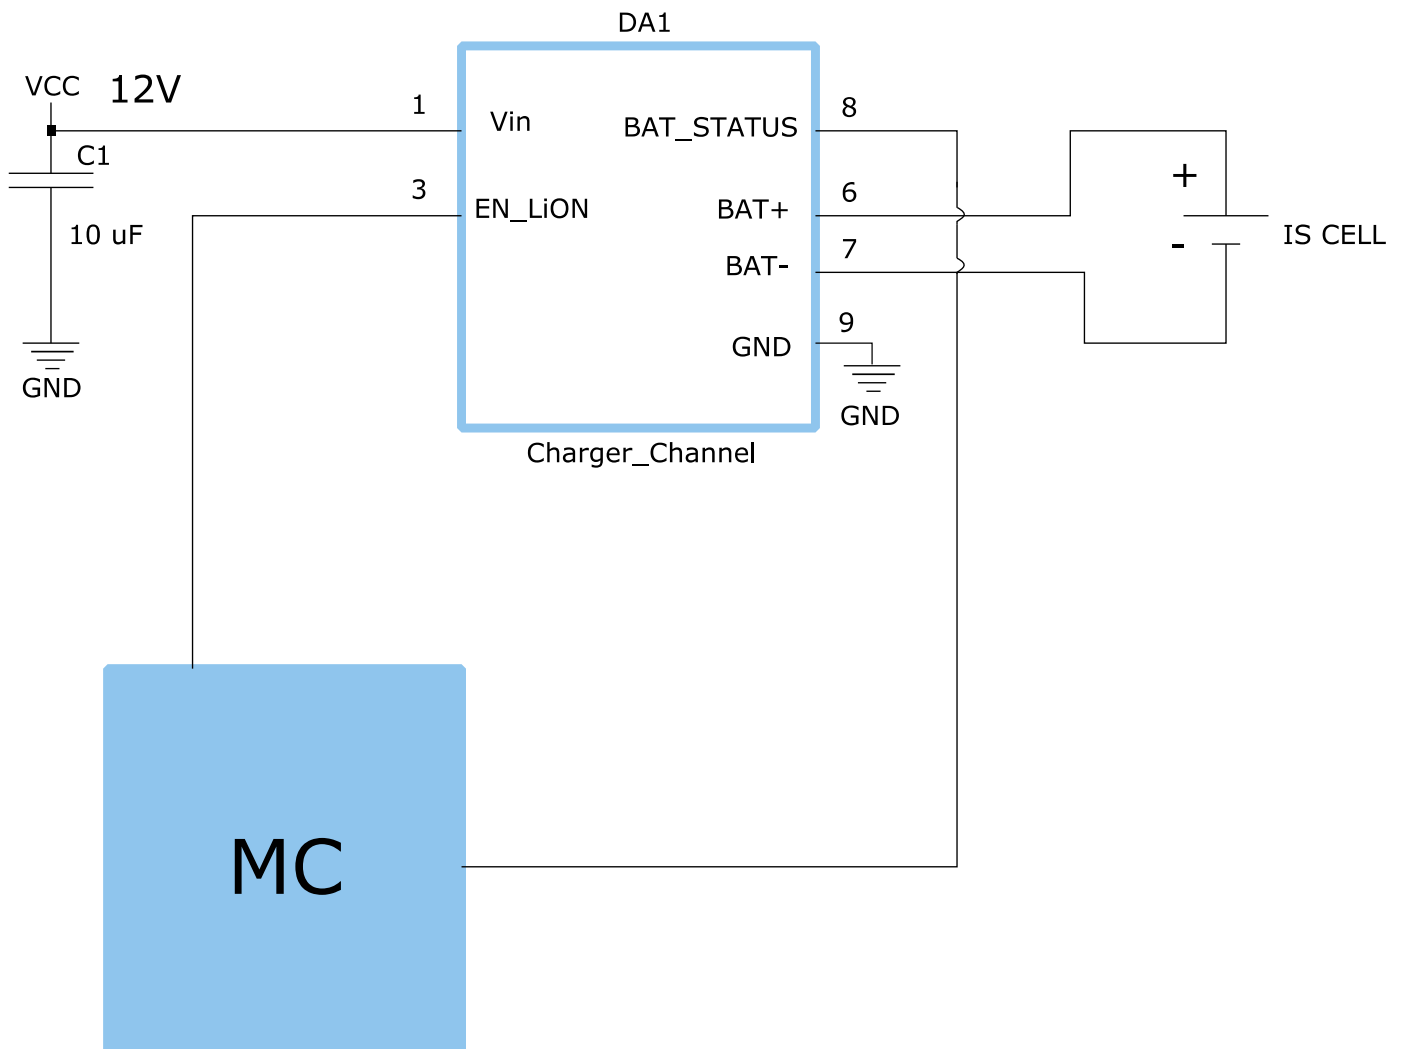 DA1
VCC 12V
1
Vin
BAT_STATUS
8
C1
3
EN_LiON
BAT+
6
+
10 uF
BAT-
7
-
IS CELL
GND
9
GND
GND
Charger_Channel
MC